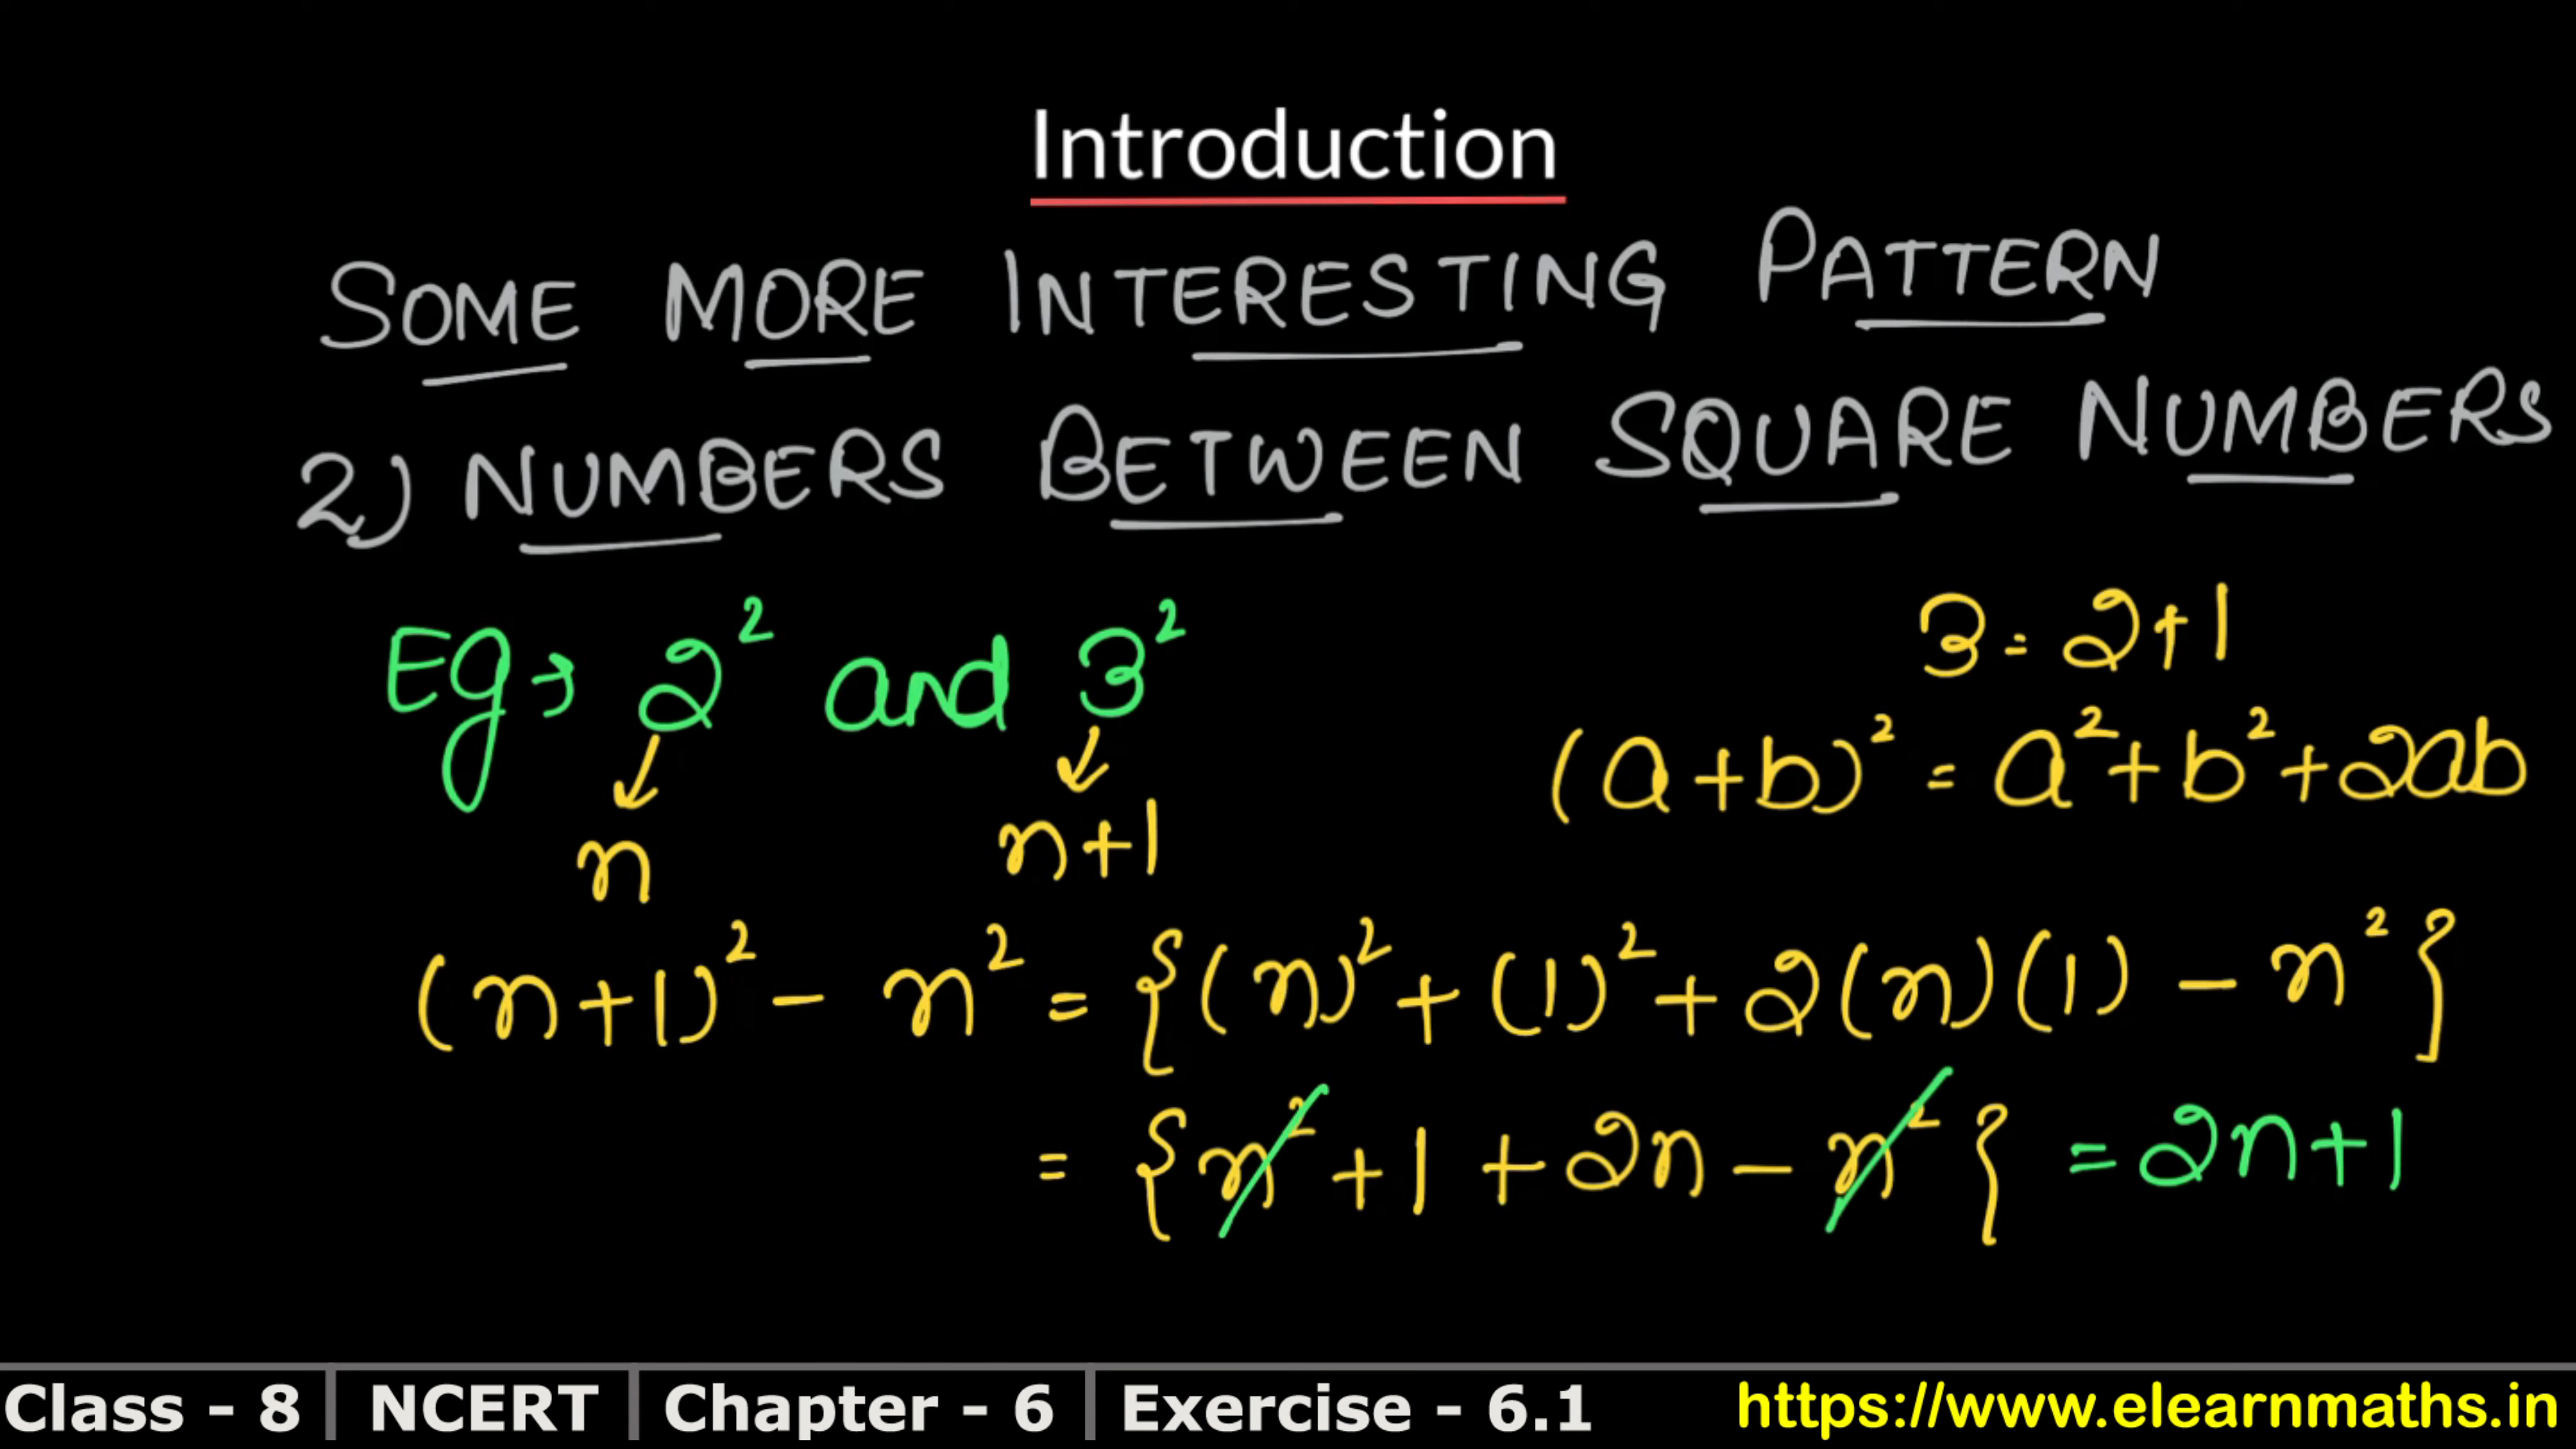 Introduction
SOME MORE INTERESTING PATTERN
2) NUMBERS BETWEEN SQUARE NUMBERS
Eg → 2² and 3²
3 = 2+1
(a+b)² = a²+b²+2ab
n n+1
(n+1)² - n² = {(n)² + (1)² + 2(n)(1) - n²}
= {n² + 1 + 2n - n²} = 2n+1
Class - 8 | NCERT | Chapter - 6 | Exercise - 6.1 https://www.elearnmaths.in